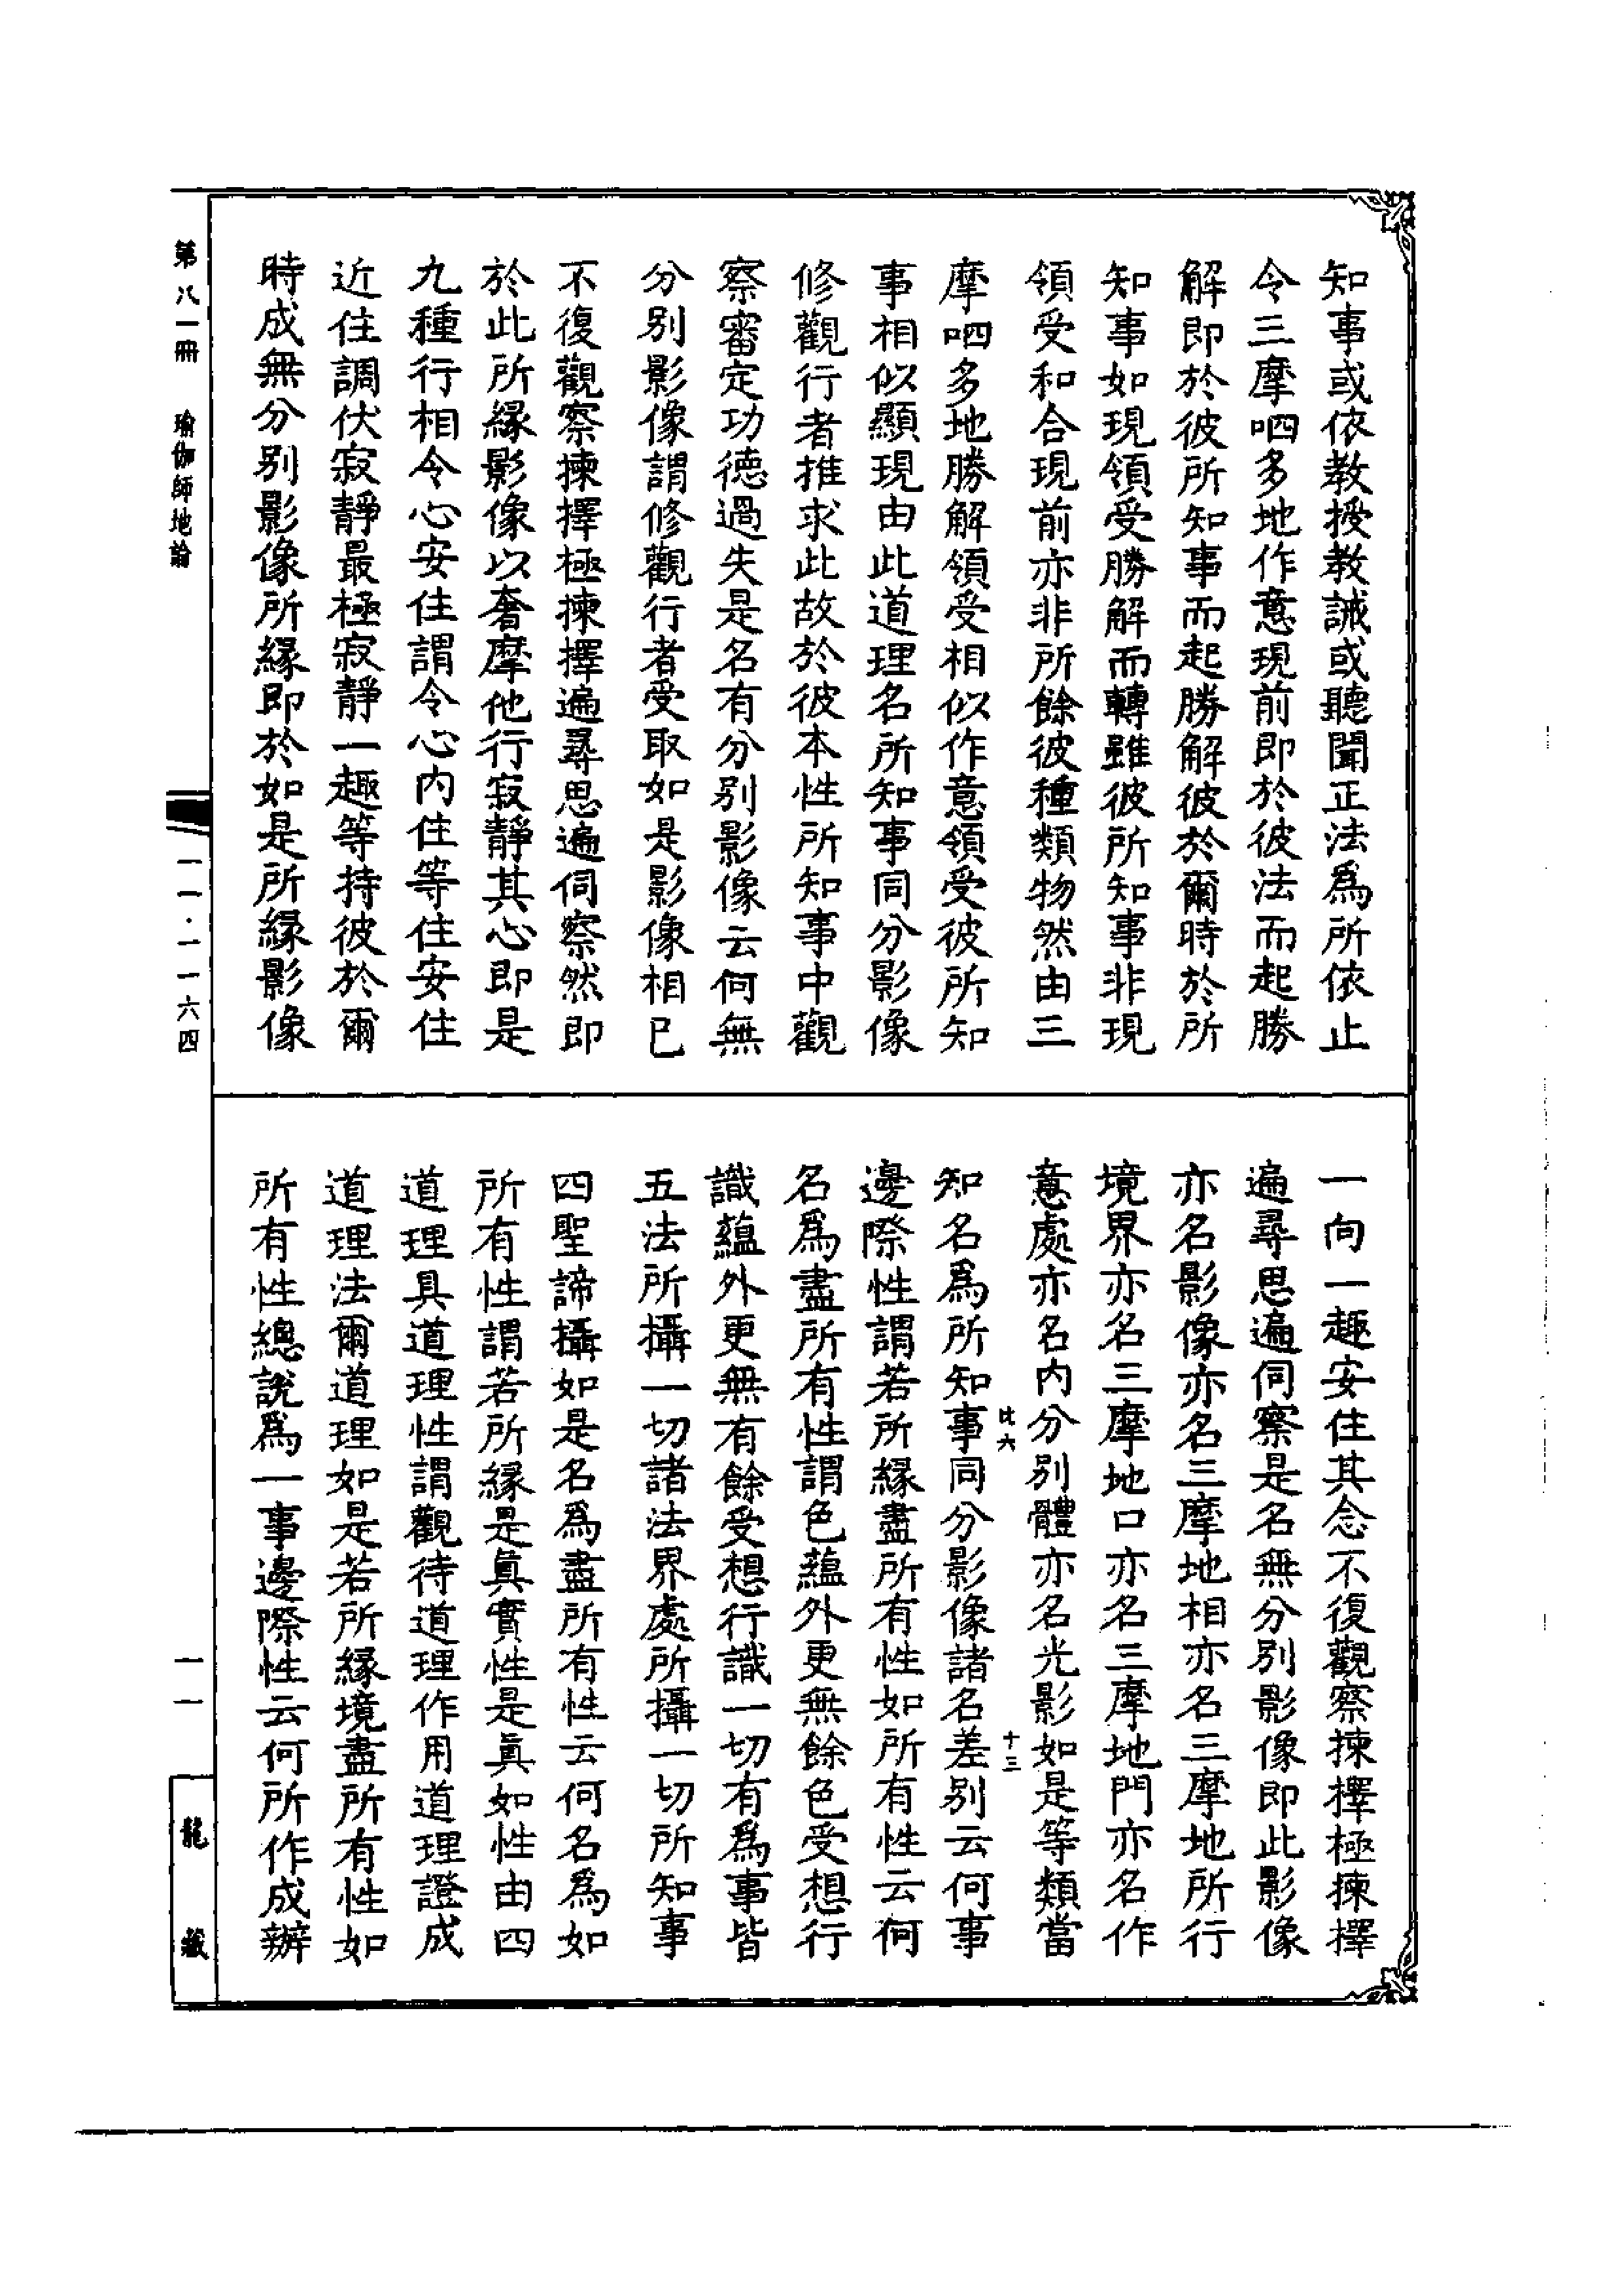 知事或依教授教誡或聽聞正法爲所依止
令三摩呬多地作意現前即於彼法而起勝
解即於彼所知事而起勝解解彼於爾時於所
知事如現領受勝解而轉雖彼所知事非現
領受和合現前亦非所餘彼種類物然由三
摩呬多地勝解領受相似作意領受彼所知
事相似顯現由此道理名所知事同分影像
修觀行者推求此故於彼本性所知事中觀
察審定功德過失是名有分別影像云何無
分別影像謂修觀行者受取如是影像相已
不復觀察揀擇極揀擇遍尋思遍伺察然即
於此所緣影像以奢摩他行寂靜其心即是
九種行相令心安住謂令心內住等住安住
近住調伏寂靜最極寂靜一趣等持彼於爾
時成無分別影像所緣即於如是所緣影像
一向一趣安住其念不復觀察揀擇極揀擇
遍尋思遍伺察是名無分別影像即此影像
亦名影像亦名三摩地相亦名三摩地所行
境界亦名三摩地口亦名三摩地門亦名作
意處亦名內分別體亦名光影如是等類當
比六
十三
知名爲所知事同分影像諸名差別云何事
邊際性謂若所緣盡所有性如所有性云何
名爲盡所有性謂色蘊外更無餘色受想行
識蘊外更無有餘受想行識一切有爲事皆
五法所攝一切諸法界處所攝一切所知事
四聖諦攝如是名爲盡所有性云何名爲如
所有性謂若所緣是真實性是真如性由四
道理具道理性謂觀待道理作用道理證成
道理法爾道理如是若所緣境盡所有性如
所有性總說爲一事邊際性云何所作成辦
第八一冊
瑜伽師地論
一一·一一六四
一一
龍藏